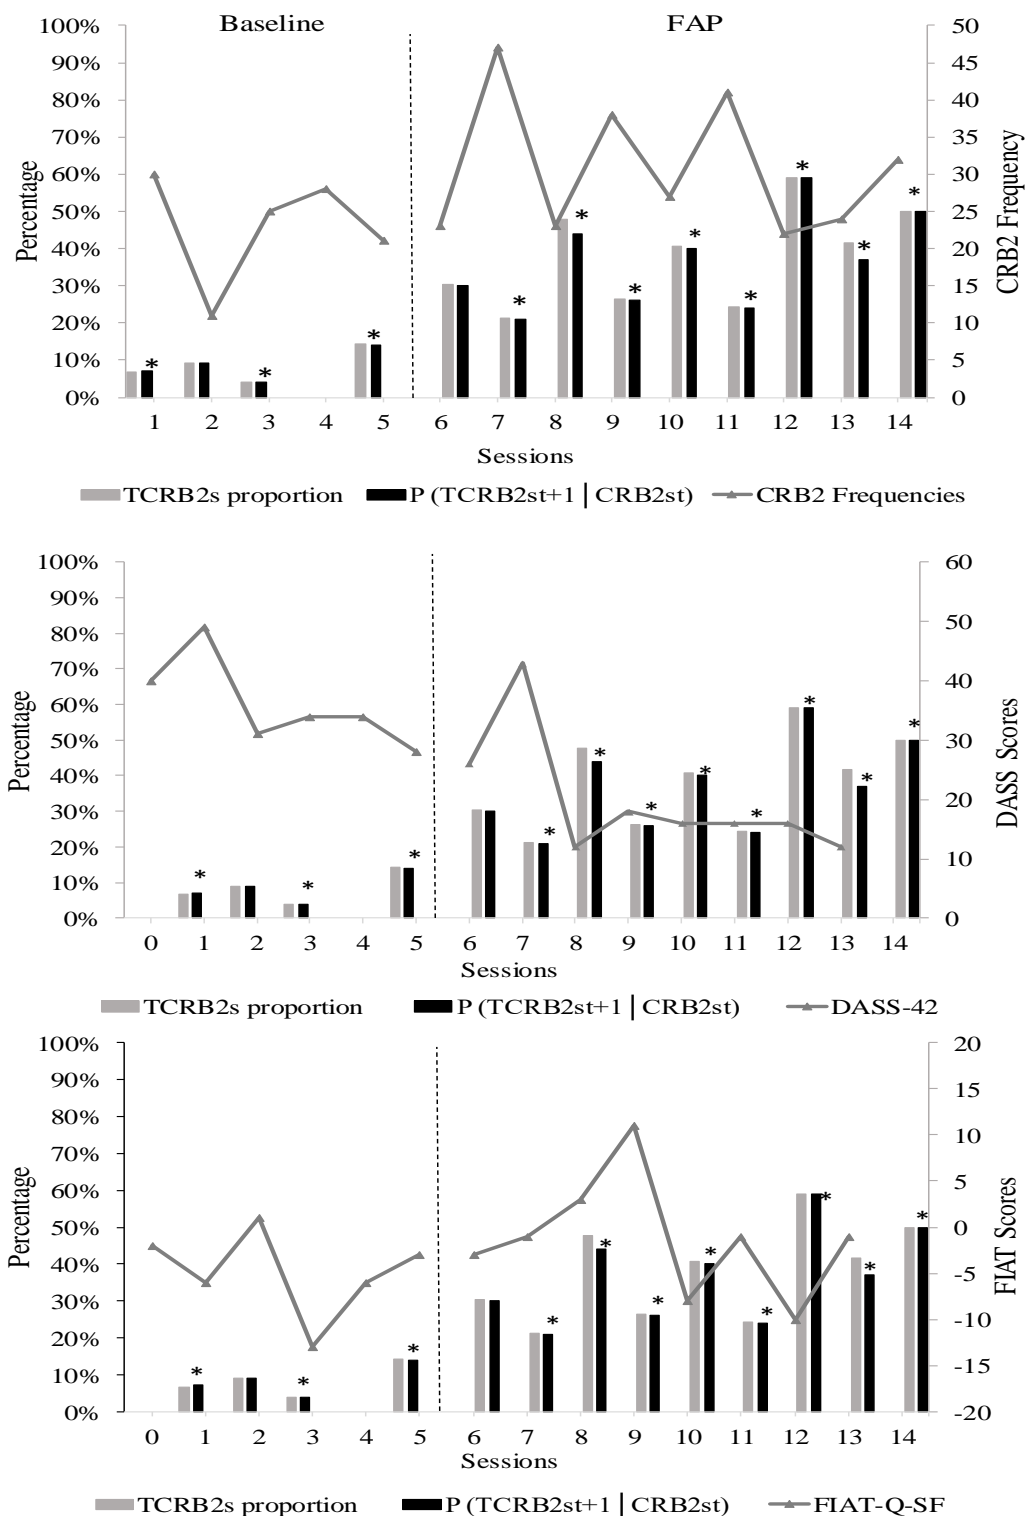 Baseline FAP
100% 50
90% 45
80% 40
70% 35
60% 30
50% 25
40% 20
30% 15
20% 10
10% 5
0% 0
Percentage
CRB2 Frequency
* * * * * * * * * * *
1 2 3 4 5 6 7 8 9 10 11 12 13 14
Sessions
TCRB2s proportion P (TCRB2st+1 | CRB2st) CRB2 Frequencies
100% 60
90%
80% 50
70%
60% 40
50% 30
40%
30% 20
20%
10% 10
0% 0
Percentage
DASS Scores
* * * * * * * * * * *
0 1 2 3 4 5 6 7 8 9 10 11 12 13 14
Sessions
TCRB2s proportion P (TCRB2st+1 | CRB2st) DASS-42
100% 20
90% 15
80%
70% 10
60% 5
50% 0
40% -5
30% -10
20%
10% -15
0% -20
Percentage
FIAT Scores
* * * * * * * * * * *
0 1 2 3 4 5 6 7 8 9 10 11 12 13 14
Sessions
TCRB2s proportion P (TCRB2st+1 | CRB2st) FIAT-Q-SF